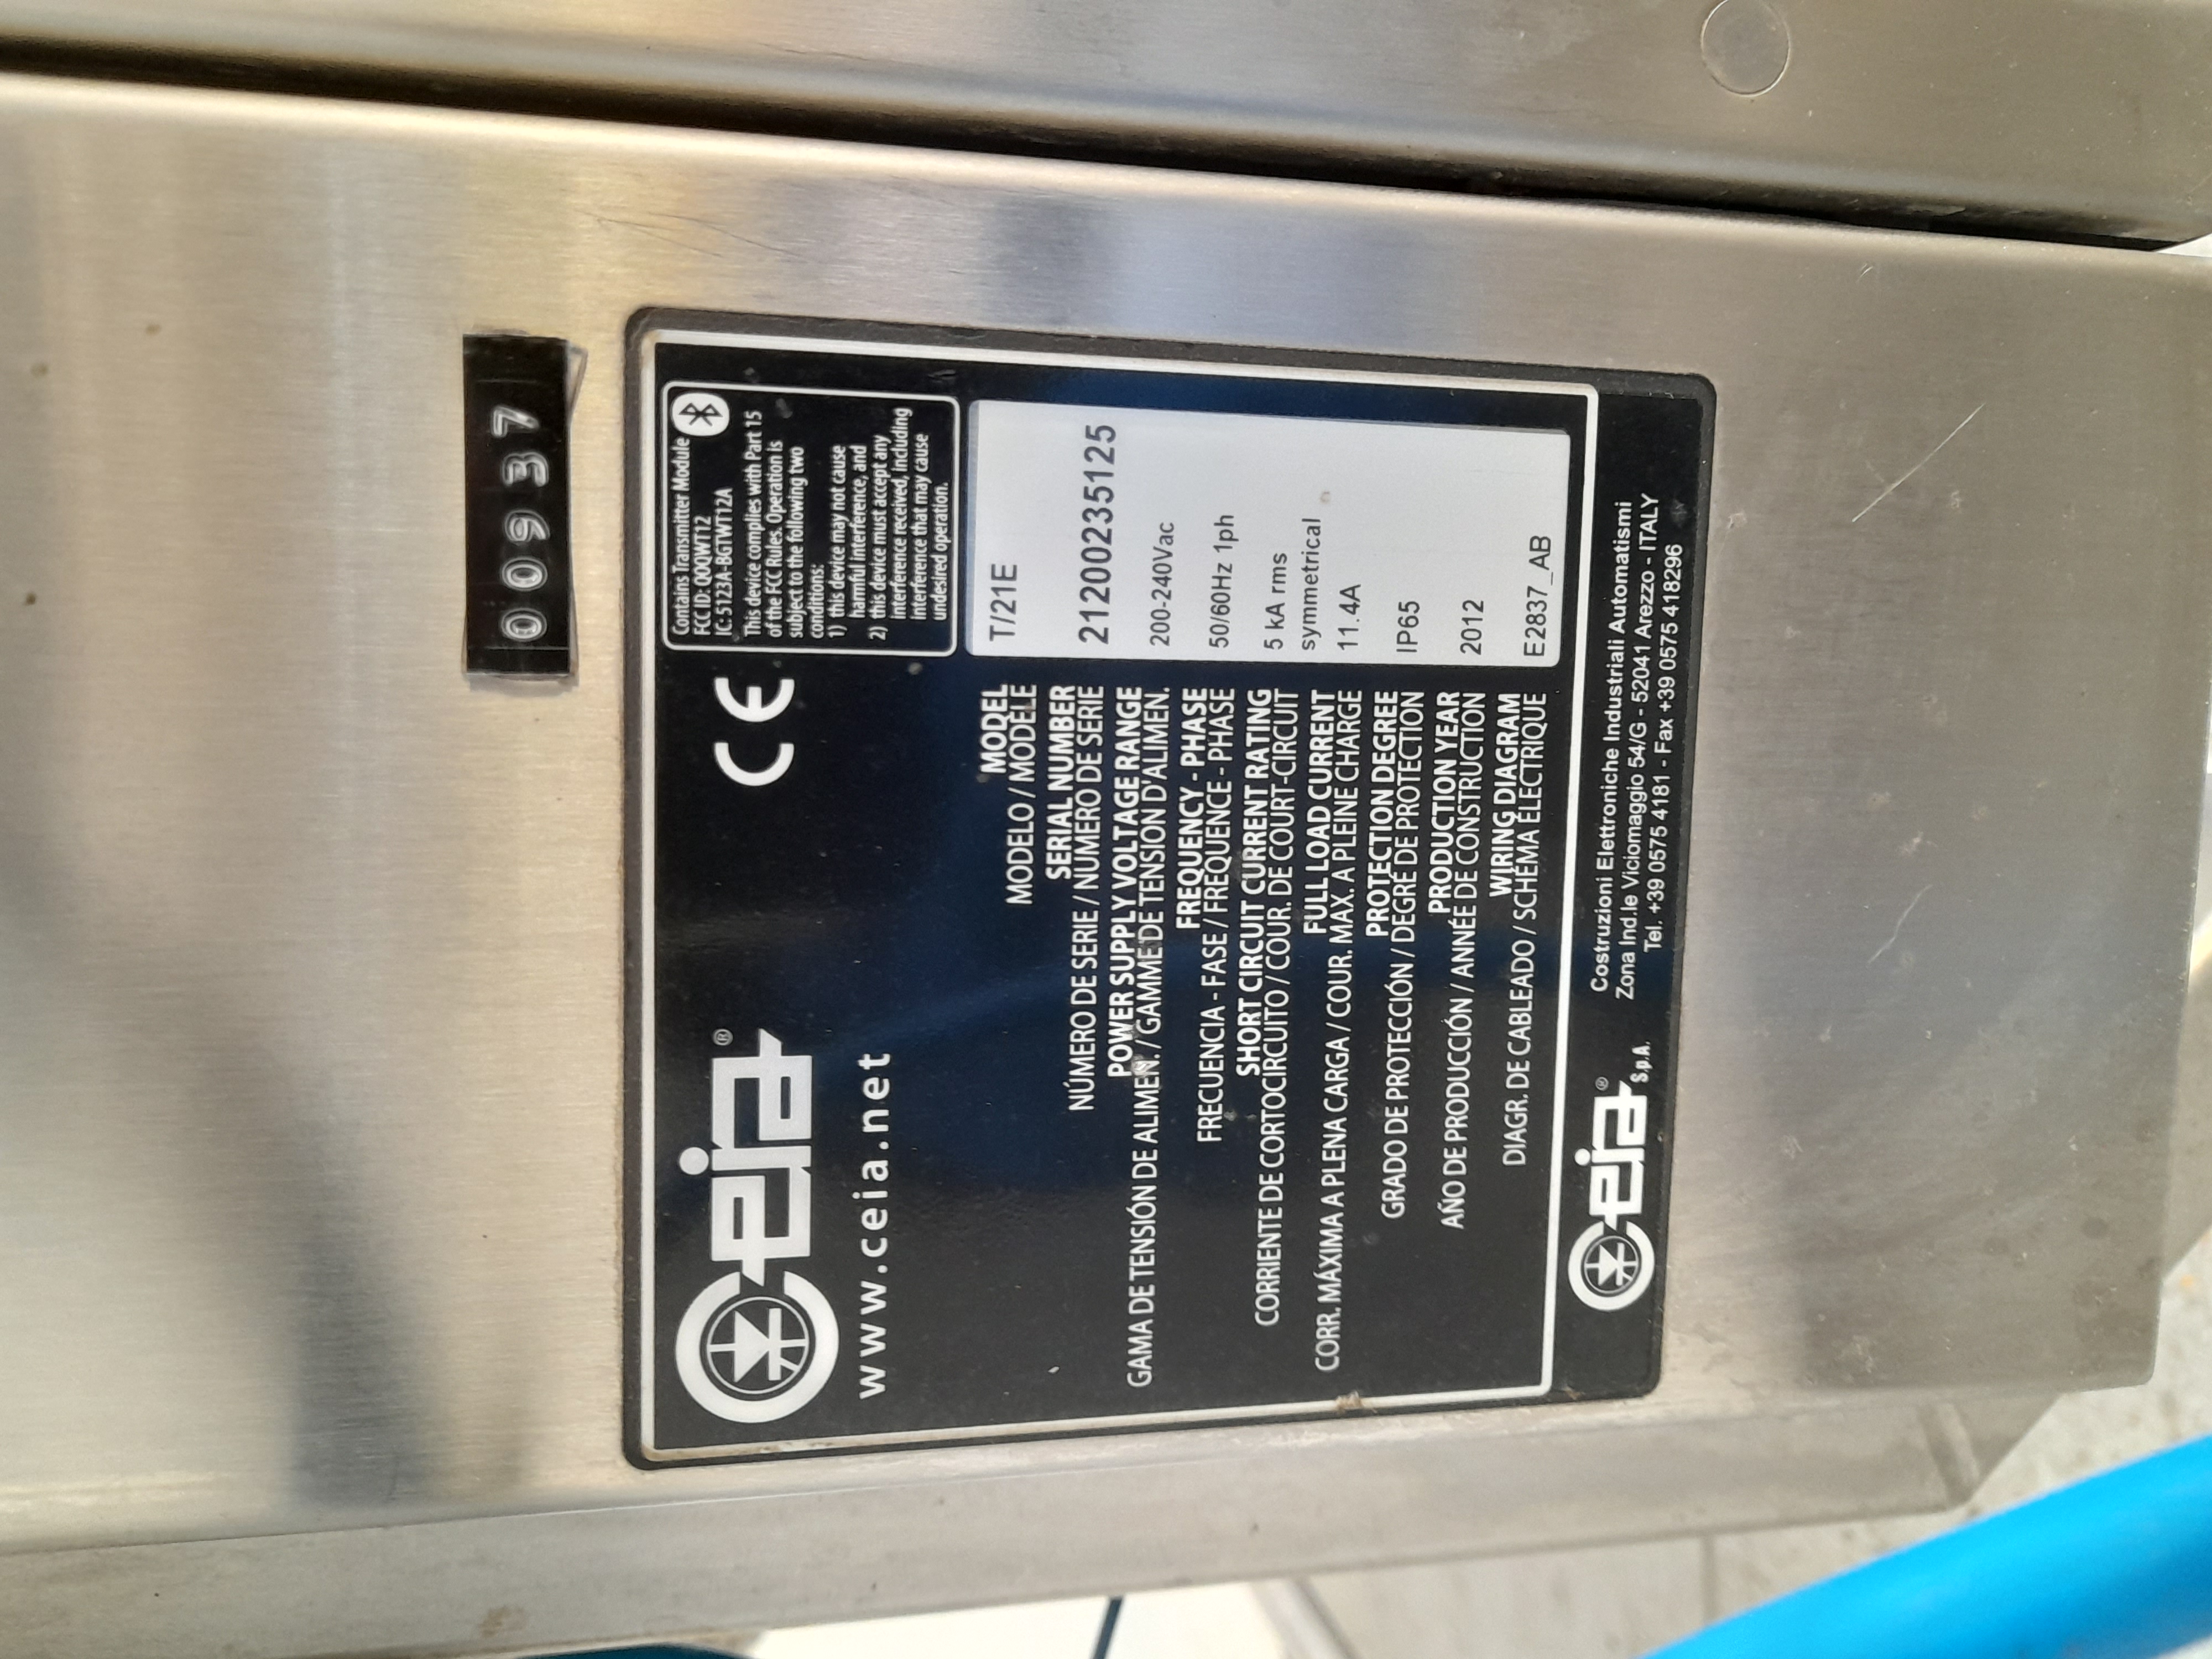 00937
ceia®
www.ceia.net
CE
Contains Transmitter Module
FCC ID: QOQWT12
IC: 5123A-BGTWT12A
This device complies with Part 15
of the FCC Rules. Operation is
subject to the following two
conditions:
1) this device may not cause
harmful interference, and
2) this device must accept any
interference received, including
interference that may cause
undesired operation.
MODEL
MODELO / MODÈLE
T/21E
SERIAL NUMBER
NÚMERO DE SERIE / NUMÉRO DE SÉRIE
21200235125
POWER SUPPLY VOLTAGE RANGE
GAMA DE TENSIÓN DE ALIMEN. / GAMME DE TENSION D'ALIMEN.
200-240Vac
FREQUENCY - PHASE
FRECUENCIA - FASE / FRÉQUENCE - PHASE
50/60Hz 1ph
SHORT CIRCUIT CURRENT RATING
CORRIENTE DE CORTOCIRCUITO / COUR. DE COURT-CIRCUIT
5 kA rms
symmetrical
FULL LOAD CURRENT
CORR. MÁXIMA A PLENA CARGA / COUR. MAX. A PLEINE CHARGE
11.4A
PROTECTION DEGREE
GRADO DE PROTECCIÓN / DEGRÉ DE PROTECTION
IP65
PRODUCTION YEAR
AÑO DE PRODUCCIÓN / ANNÉE DE CONSTRUCTION
2012
WIRING DIAGRAM
DIAGR. DE CABLEADO / SCHÉMA ÉLECTRIQUE
E2837_AB
ceia® S.p.A.
Costruzioni Elettroniche Industriali Automatismi
Zona Ind.le Viciomaggio 54/G - 52041 Arezzo - ITALY
Tel. +39 0575 4181 - Fax +39 0575 418296